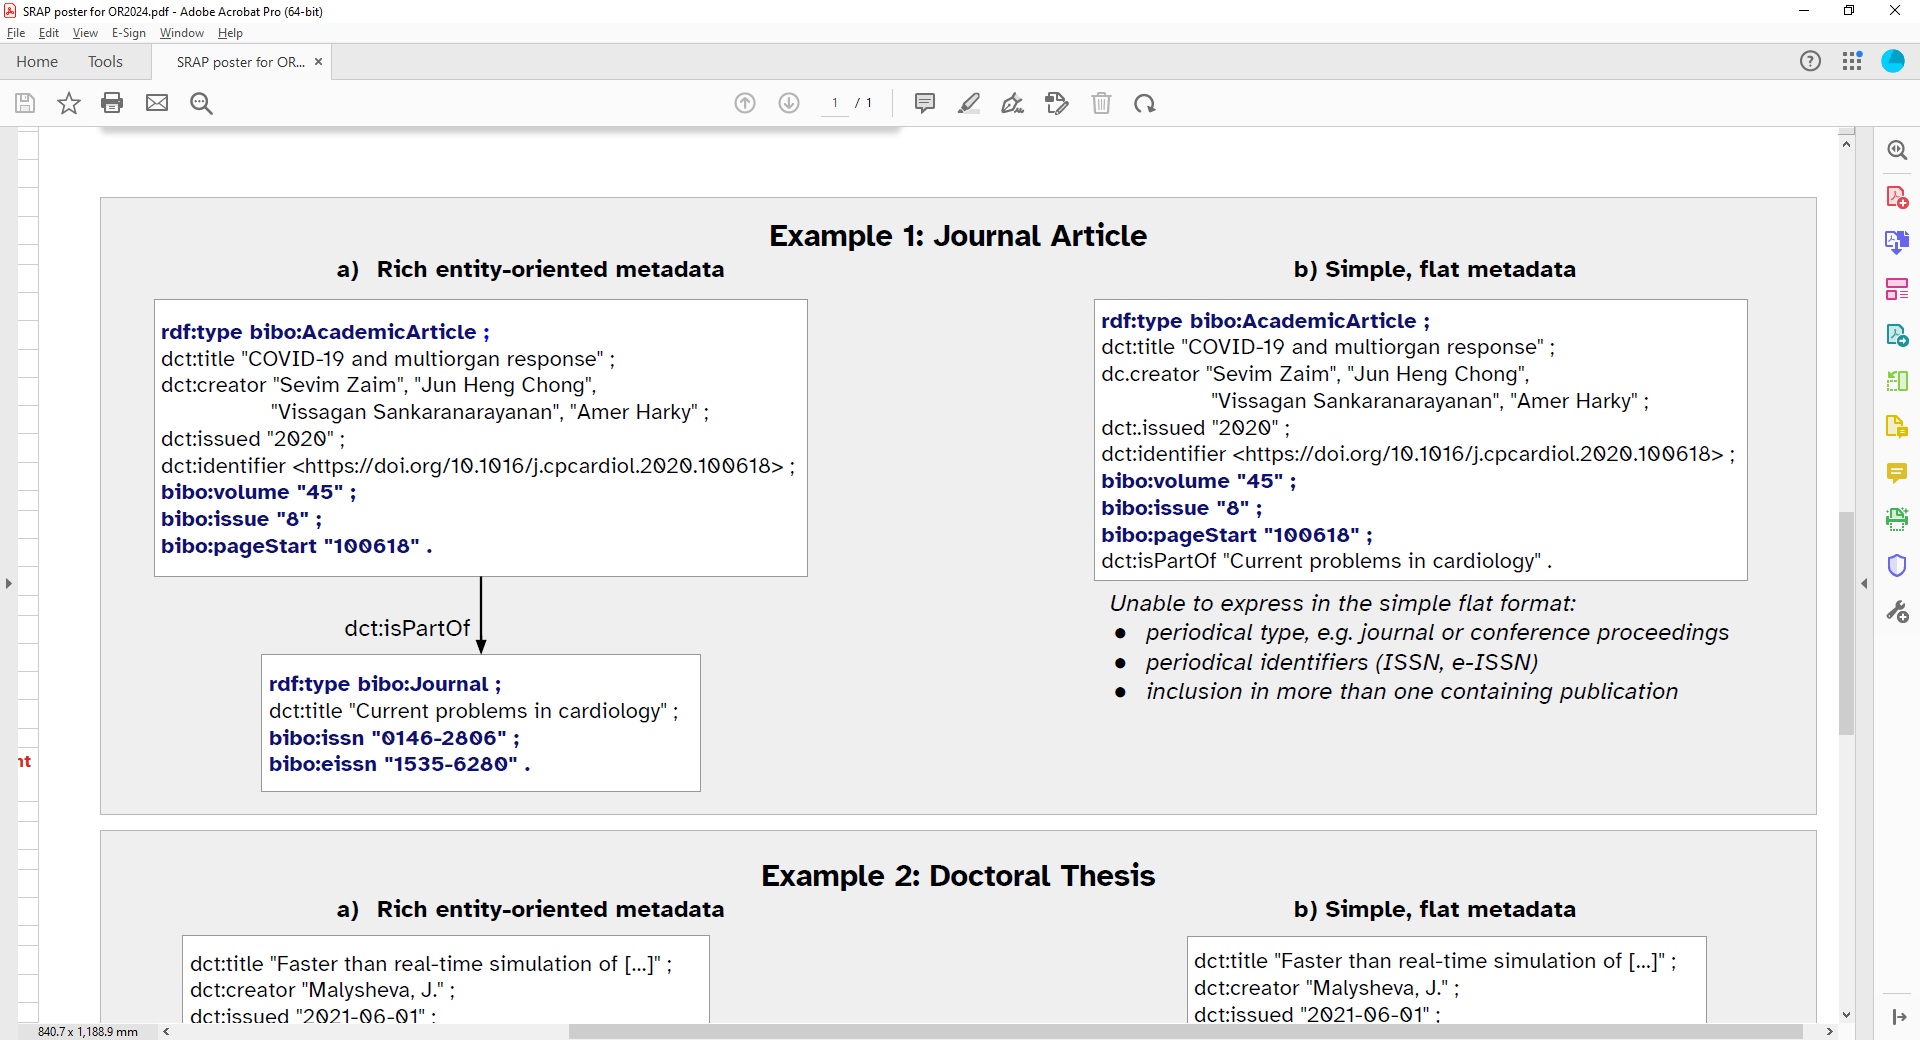 SRAP poster for OR2024.pdf - Adobe Acrobat Pro (64-bit)
File Edit View E-Sign Window Help
Home Tools SRAP poster for OR... ×
1 / 1
Example 1: Journal Article
a) Rich entity-oriented metadata
rdf:type bibo:AcademicArticle ;
dct:title "COVID-19 and multiorgan response" ;
dct:creator "Sevim Zaim", "Jun Heng Chong",
"Vissagan Sankaranarayanan", "Amer Harky" ;
dct:issued "2020" ;
dct:identifier <https://doi.org/10.1016/j.cpcardiol.2020.100618> ;
bibo:volume "45" ;
bibo:issue "8" ;
bibo:pageStart "100618" .
dct:isPartOf
rdf:type bibo:Journal ;
dct:title "Current problems in cardiology" ;
bibo:issn "0146-2806" ;
bibo:eissn "1535-6280" .
b) Simple, flat metadata
rdf:type bibo:AcademicArticle ;
dct:title "COVID-19 and multiorgan response" ;
dc.creator "Sevim Zaim", "Jun Heng Chong",
"Vissagan Sankaranarayanan", "Amer Harky" ;
dct:.issued "2020" ;
dct:identifier <https://doi.org/10.1016/j.cpcardiol.2020.100618> ;
bibo:volume "45" ;
bibo:issue "8" ;
bibo:pageStart "100618" ;
dct:isPartOf "Current problems in cardiology" .
Unable to express in the simple flat format:
● periodical type, e.g. journal or conference proceedings
● periodical identifiers (ISSN, e-ISSN)
● inclusion in more than one containing publication
nt
Example 2: Doctoral Thesis
a) Rich entity-oriented metadata
dct:title "Faster than real-time simulation of [...]" ;
dct:creator "Malysheva, J." ;
dct:issued "2021-06-01" ;
b) Simple, flat metadata
dct:title "Faster than real-time simulation of [...]" ;
dct:creator "Malysheva, J." ;
dct:issued "2021-06-01" ;
840.7 x 1,188.9 mm